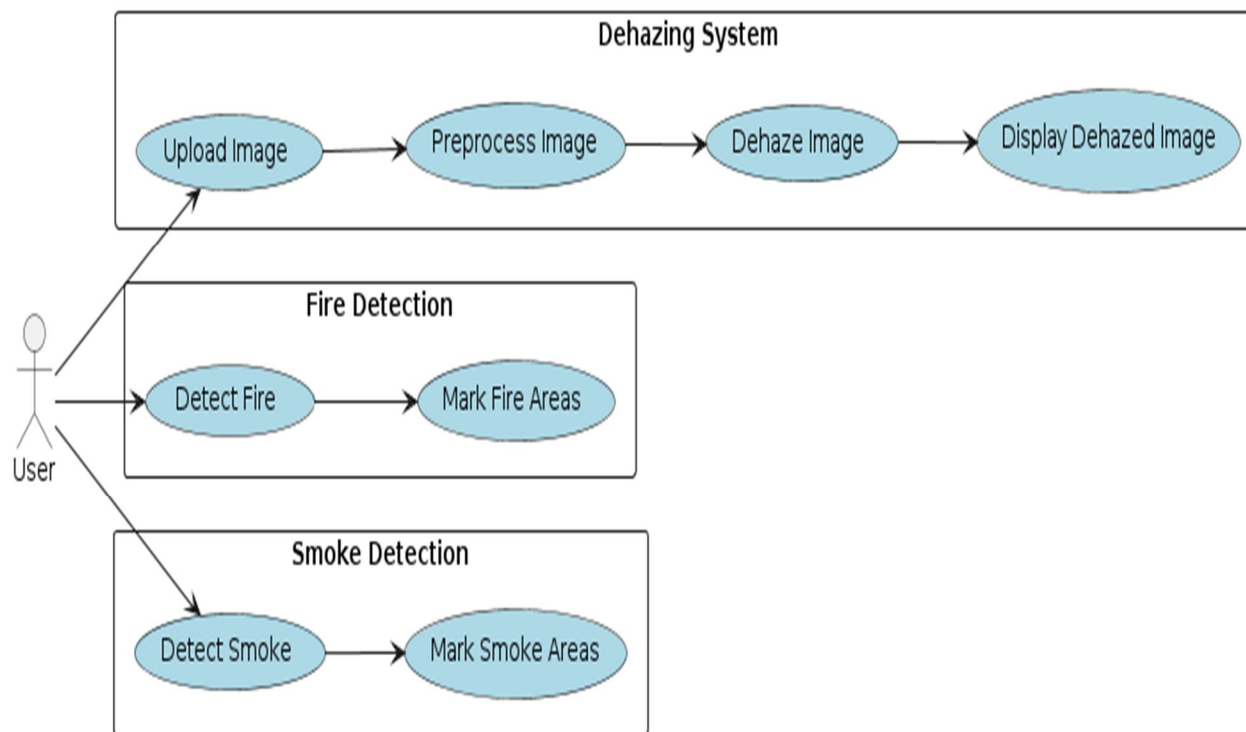 Dehazing System
Upload Image
Preprocess Image
Dehaze Image
Display Dehazed Image
Fire Detection
Detect Fire
Mark Fire Areas
User
Smoke Detection
Detect Smoke
Mark Smoke Areas